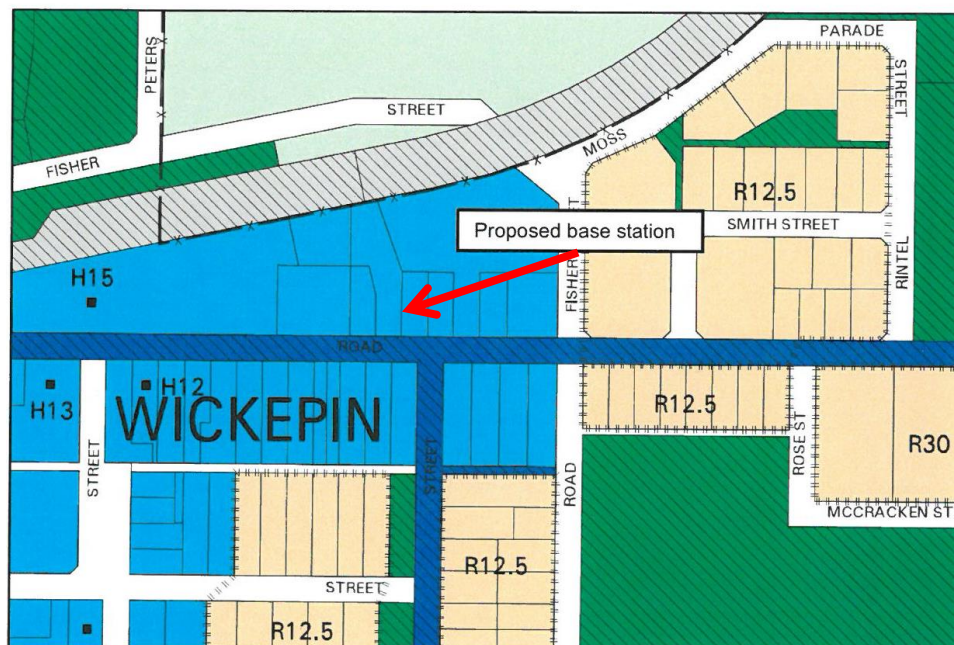 PARADE
PETERS
STREET
STREET
FISHER
MOSS
R12.5
Proposed base station
SMITH STREET
FISHER
ET
RINTEL
H15
ROAD
H13
H12
WICKEPIN
R12.5
ROSE ST
R30
STREET
STREET
ROAD
MCCRACKEN ST
R12.5
STREET
R12.5